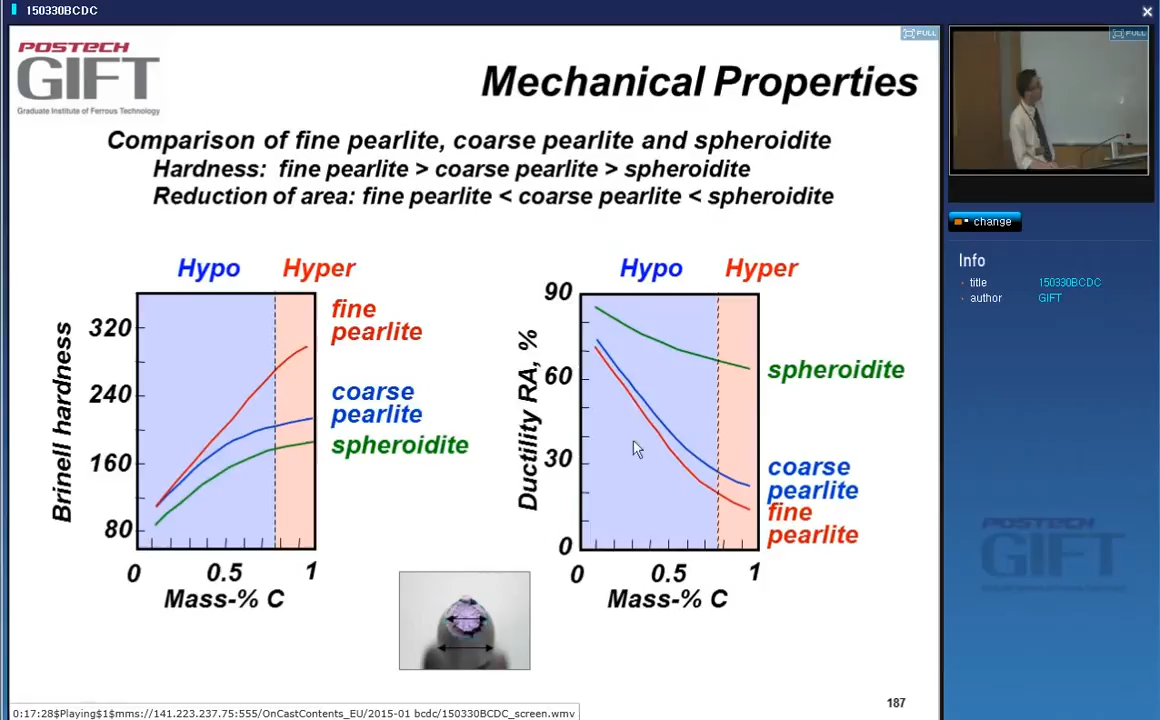 150330BCDC
POSTECH
GIFT
Graduate Institute of Ferrous Technology
FULL
FULL
Mechanical Properties
Comparison of fine pearlite, coarse pearlite and spheroidite
Hardness: fine pearlite > coarse pearlite > spheroidite
Reduction of area: fine pearlite < coarse pearlite < spheroidite
Hypo
Hyper
Brinell hardness
320
240
160
80
0
0.5
1
Mass-% C
fine
pearlite
coarse
pearlite
spheroidite
Hypo
Hyper
Ductility RA, %
90
60
30
0
0
0.5
1
Mass-% C
spheroidite
coarse
pearlite
fine
pearlite
187
change
Info
title 150330BCDC
author GIFT
POSTECH
GIFT
0:17:28$Playing$1$mms://141.223.237.75:555/OnCastContents_EU/2015-01 bcdc/150330BCDC_screen.wmv